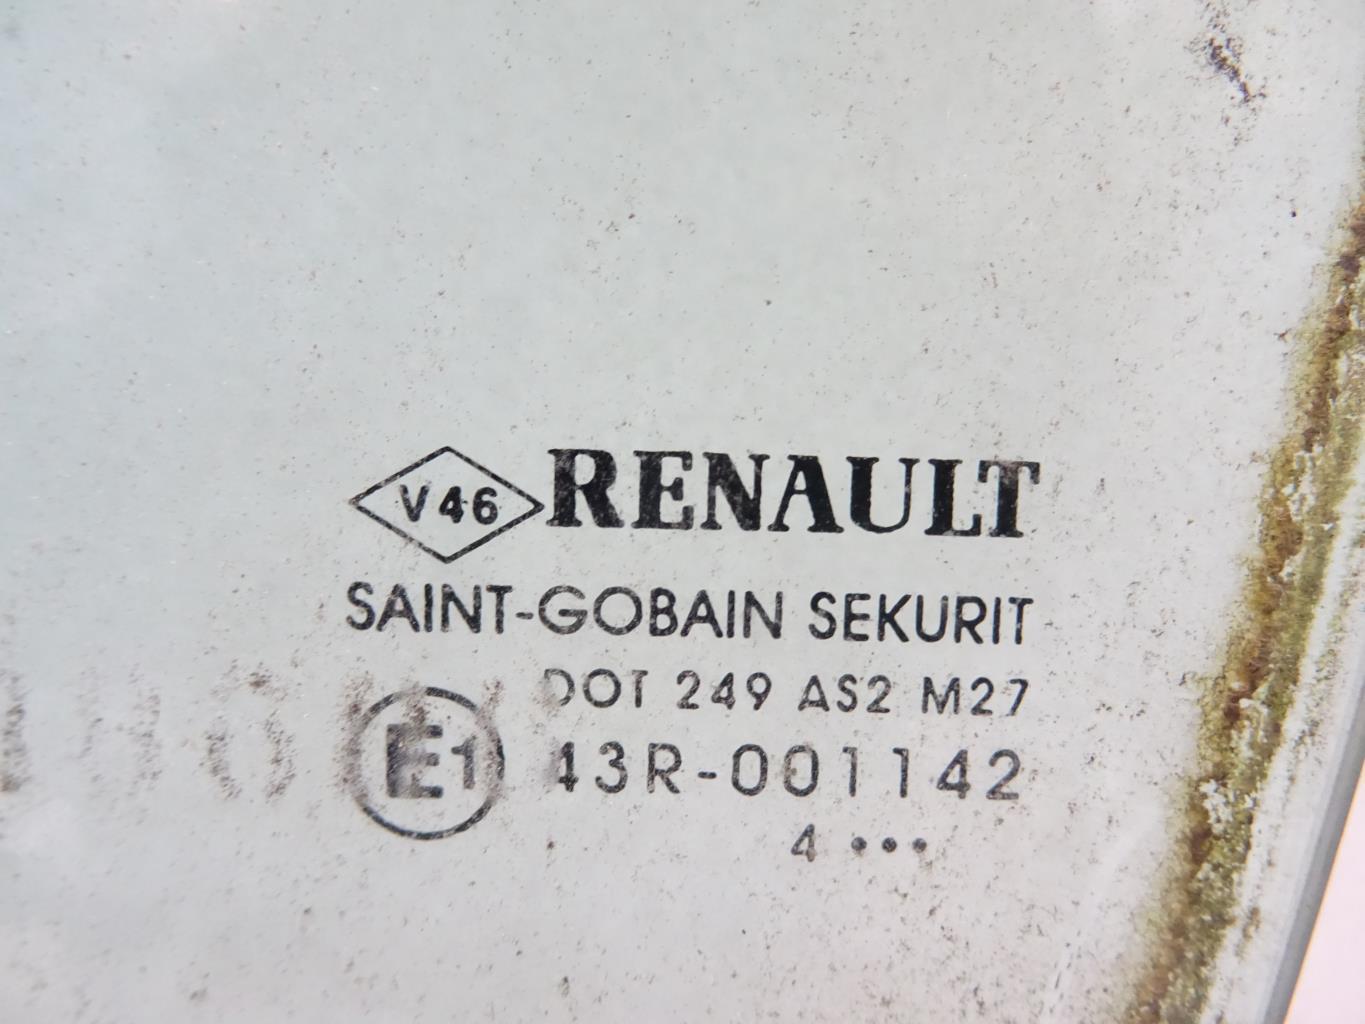 V46 RENAULT
SAINT-GOBAIN SEKURIT
DOT 249 AS2 M27
E1 43R-001142
4 •••